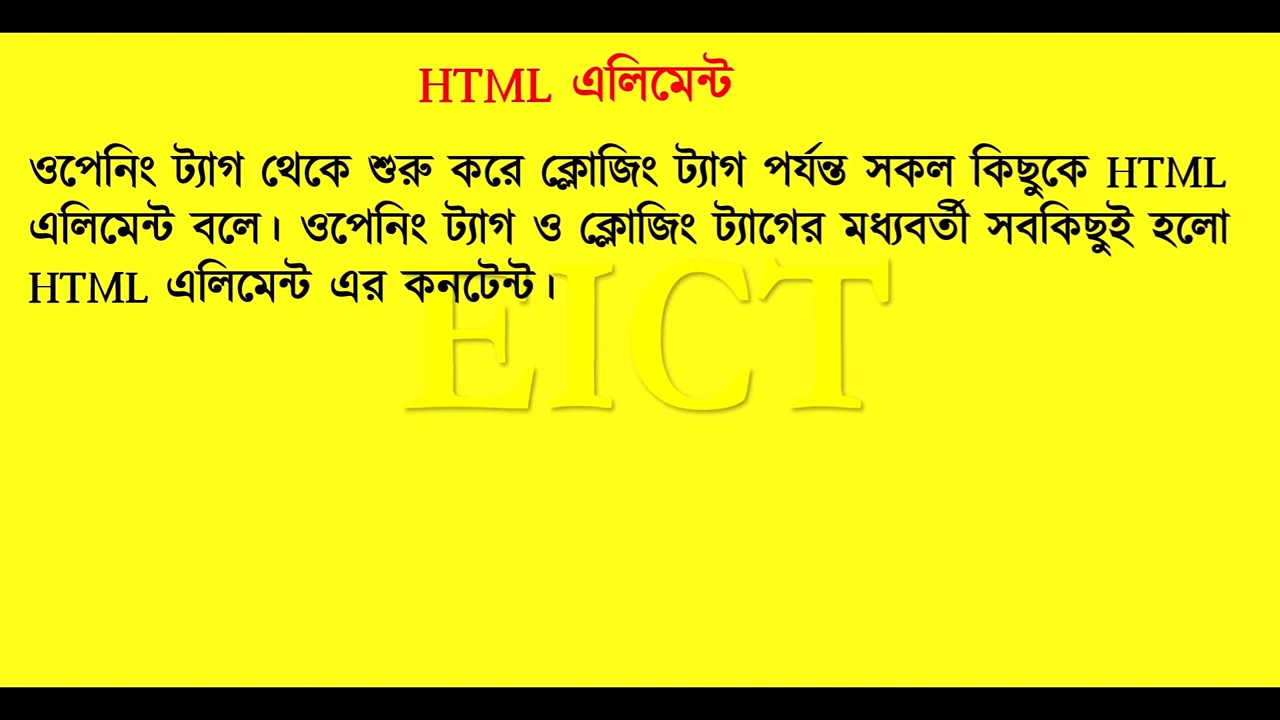 HTML এলিমেন্ট
ওপেনিং ট্যাগ থেকে শুরু করে ক্লোজিং ট্যাগ পর্যন্ত সকল কিছুকে HTML
এলিমেন্ট বলে। ওপেনিং ট্যাগ ও ক্লোজিং ট্যাগের মধ্যবর্তী সবকিছুই হলো
HTML এলিমেন্ট এর কনটেন্ট।
EICT